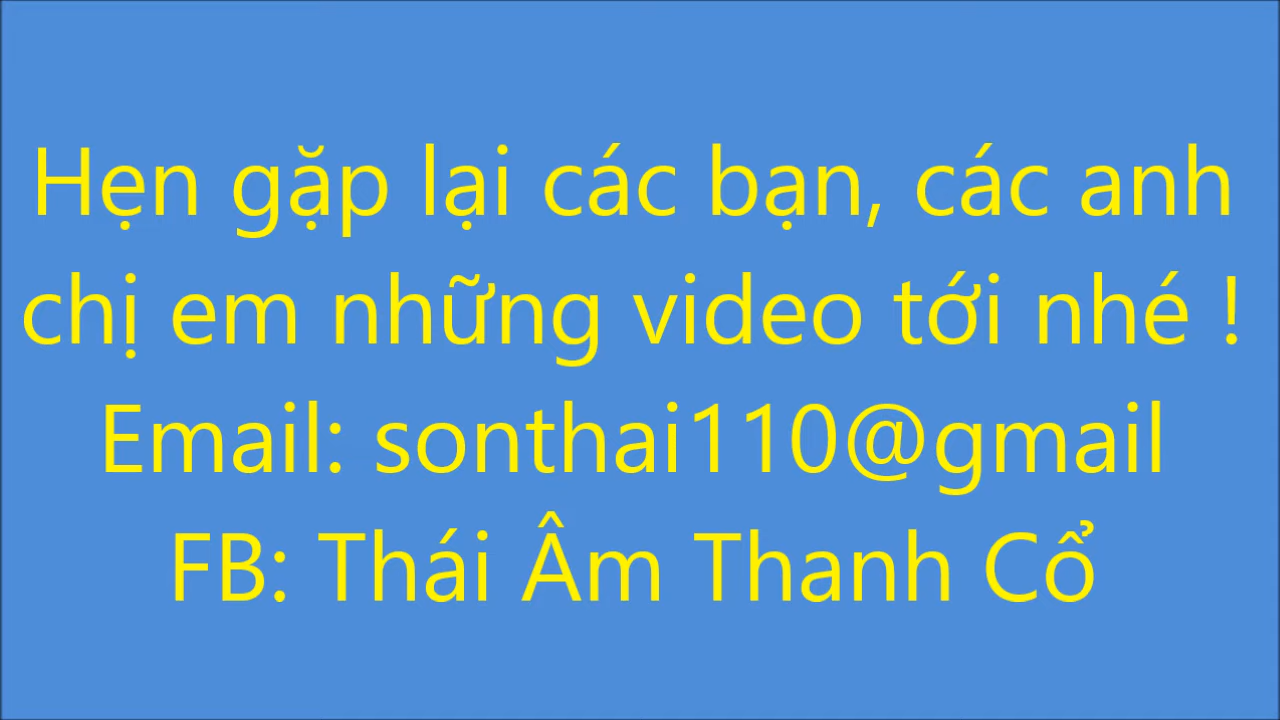 Hẹn gặp lại các bạn, các anh
chị em những video tới nhé !
Email: sonthai110@gmail
FB: Thái Âm Thanh Cổ